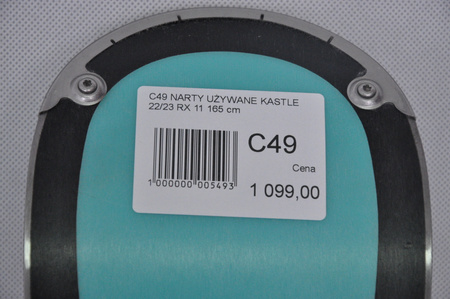 C49 NARTY UŻYWANE KASTLE
22/23 RX 11 165 cm
C49
Cena
1 000000 005493
1 099,00